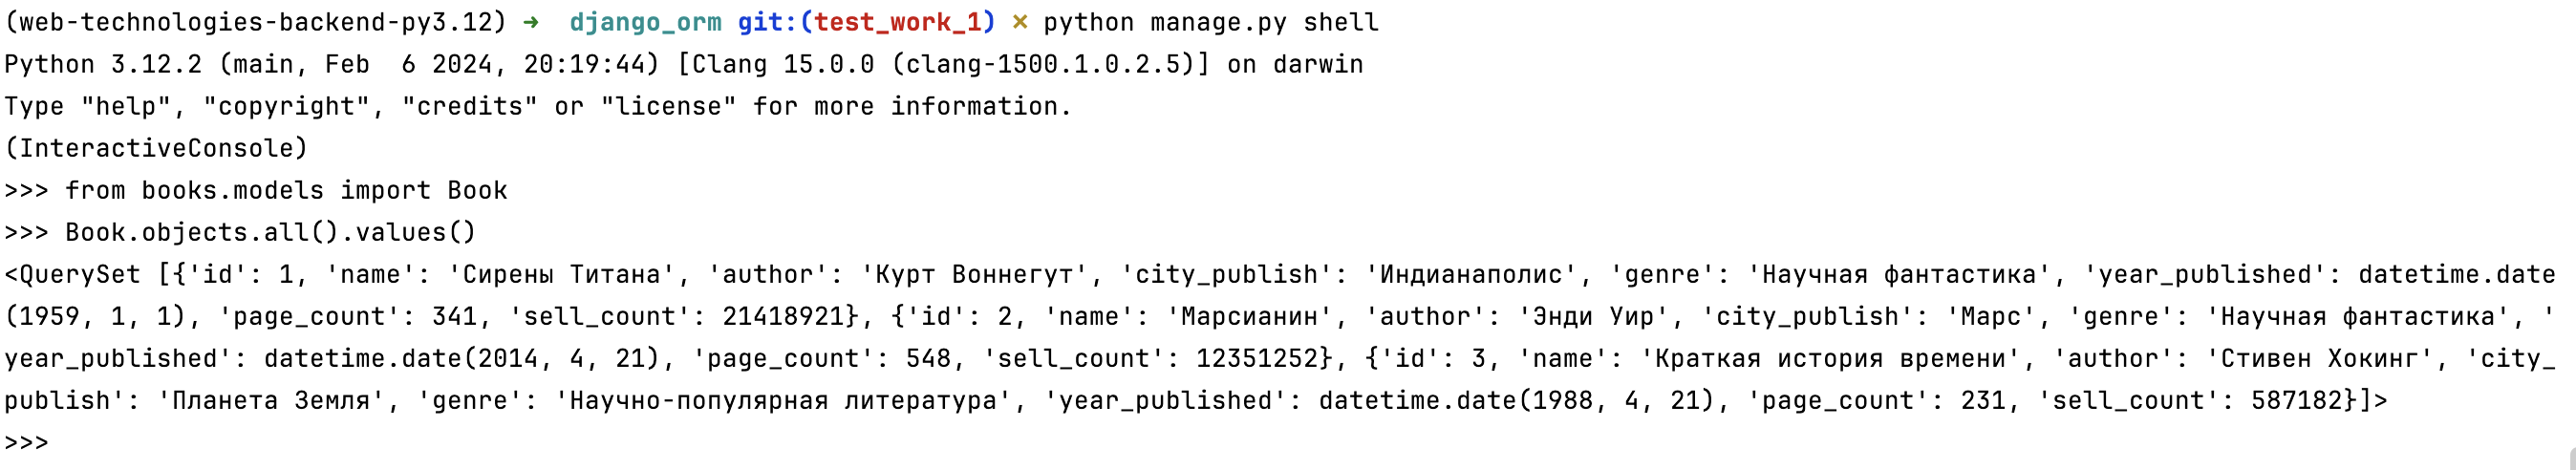 (web-technologies-backend-py3.12) ➜  django_orm git:(test_work_1) ✗ python manage.py shell
Python 3.12.2 (main, Feb  6 2024, 20:19:44) [Clang 15.0.0 (clang-1500.1.0.2.5)] on darwin
Type "help", "copyright", "credits" or "license" for more information.
(InteractiveConsole)
>>> from books.models import Book
>>> Book.objects.all().values()
<QuerySet [{'id': 1, 'name': 'Сирены Титана', 'author': 'Курт Воннегут', 'city_publish': 'Индианаполис', 'genre': 'Научная фантастика', 'year_published': datetime.date
(1959, 1, 1), 'page_count': 341, 'sell_count': 21418921}, {'id': 2, 'name': 'Марсианин', 'author': 'Энди Уир', 'city_publish': 'Марс', 'genre': 'Научная фантастика', '
year_published': datetime.date(2014, 4, 21), 'page_count': 548, 'sell_count': 12351252}, {'id': 3, 'name': 'Краткая история времени', 'author': 'Стивен Хокинг', 'city_
publish': 'Планета Земля', 'genre': 'Научно-популярная литература', 'year_published': datetime.date(1988, 4, 21), 'page_count': 231, 'sell_count': 587182}]>
>>>